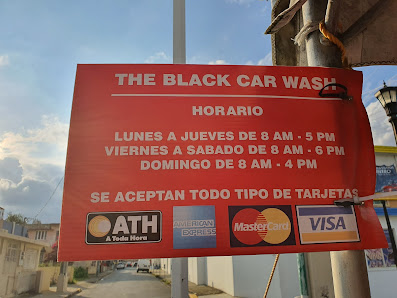 THE BLACK CAR WASH
HORARIO
LUNES A JUEVES DE 8 AM - 5 PM
VIERNES A SABADO DE 8 AM - 6 PM
DOMINGO DE 8 AM - 4 PM
SE ACEPTAN TODO TIPO DE TARJETAS
ATH
A Toda Hora
AMERICAN
EXPRESS
MasterCard
VISA